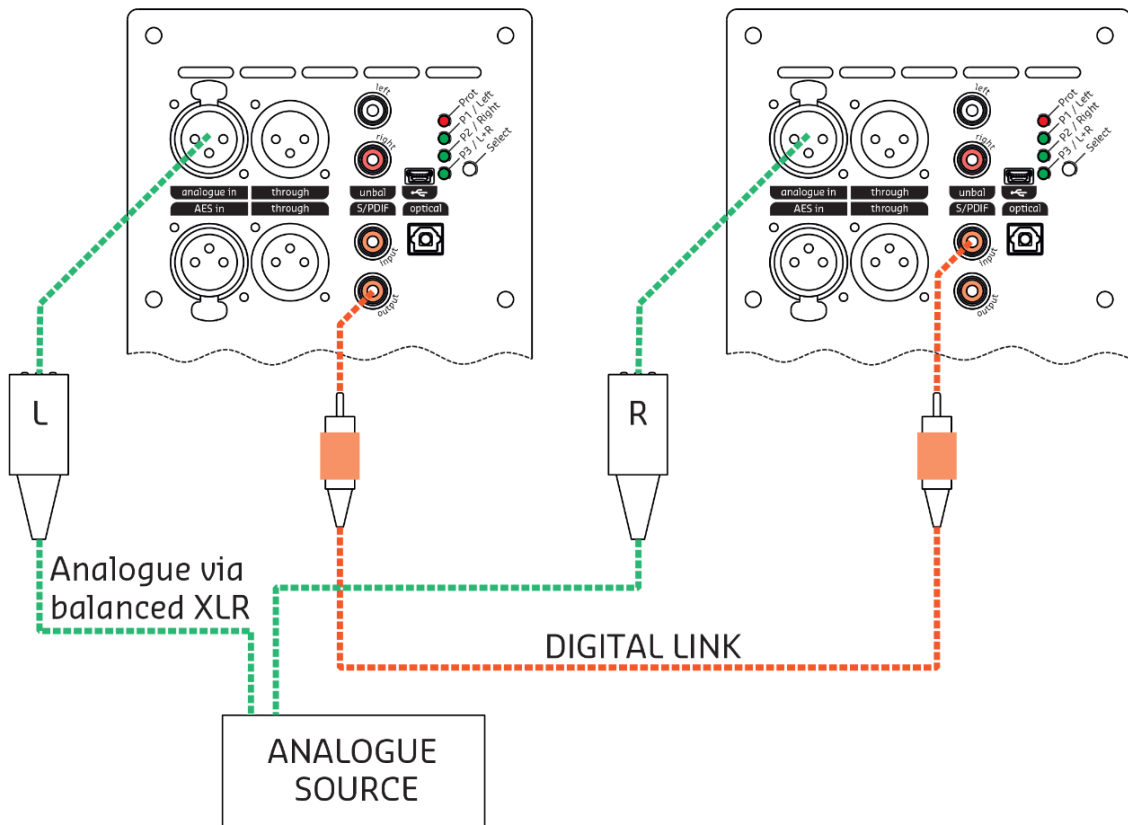 left
right
Prot
P1 / Left
P2 / Right
P3 / L+R
Select
analogue in
through
unbal
AES in
through
S/PDIF
optical
input
output
left
right
Prot
P1 / Left
P2 / Right
P3 / L+R
Select
analogue in
through
unbal
AES in
through
S/PDIF
optical
input
output
L
R
Analogue via
balanced XLR
DIGITAL LINK
ANALOGUE
SOURCE